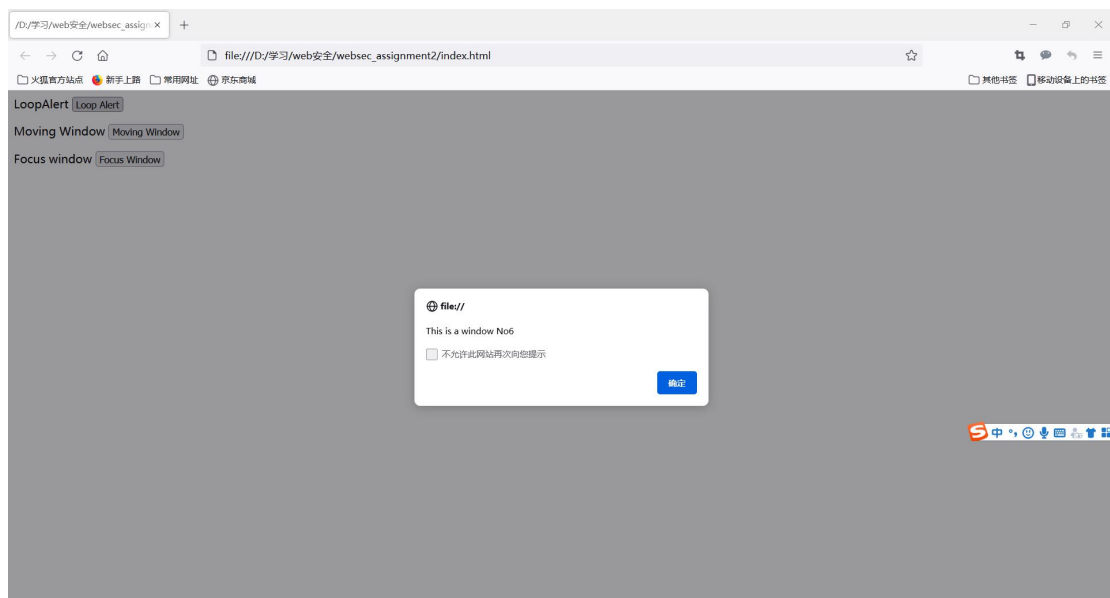 /D:/学习/web安全/websec_assign
file:///D:/学习/web安全/websec_assignment2/index.html
火狐官方站点 新手上路 常用网址 京东商城 其他书签 移动设备上的书签
LoopAlert Loop Alert
Moving Window Moving Window
Focus window Focus Window
file://
This is a window No6
不允许此网站再次向您提示
确定
中